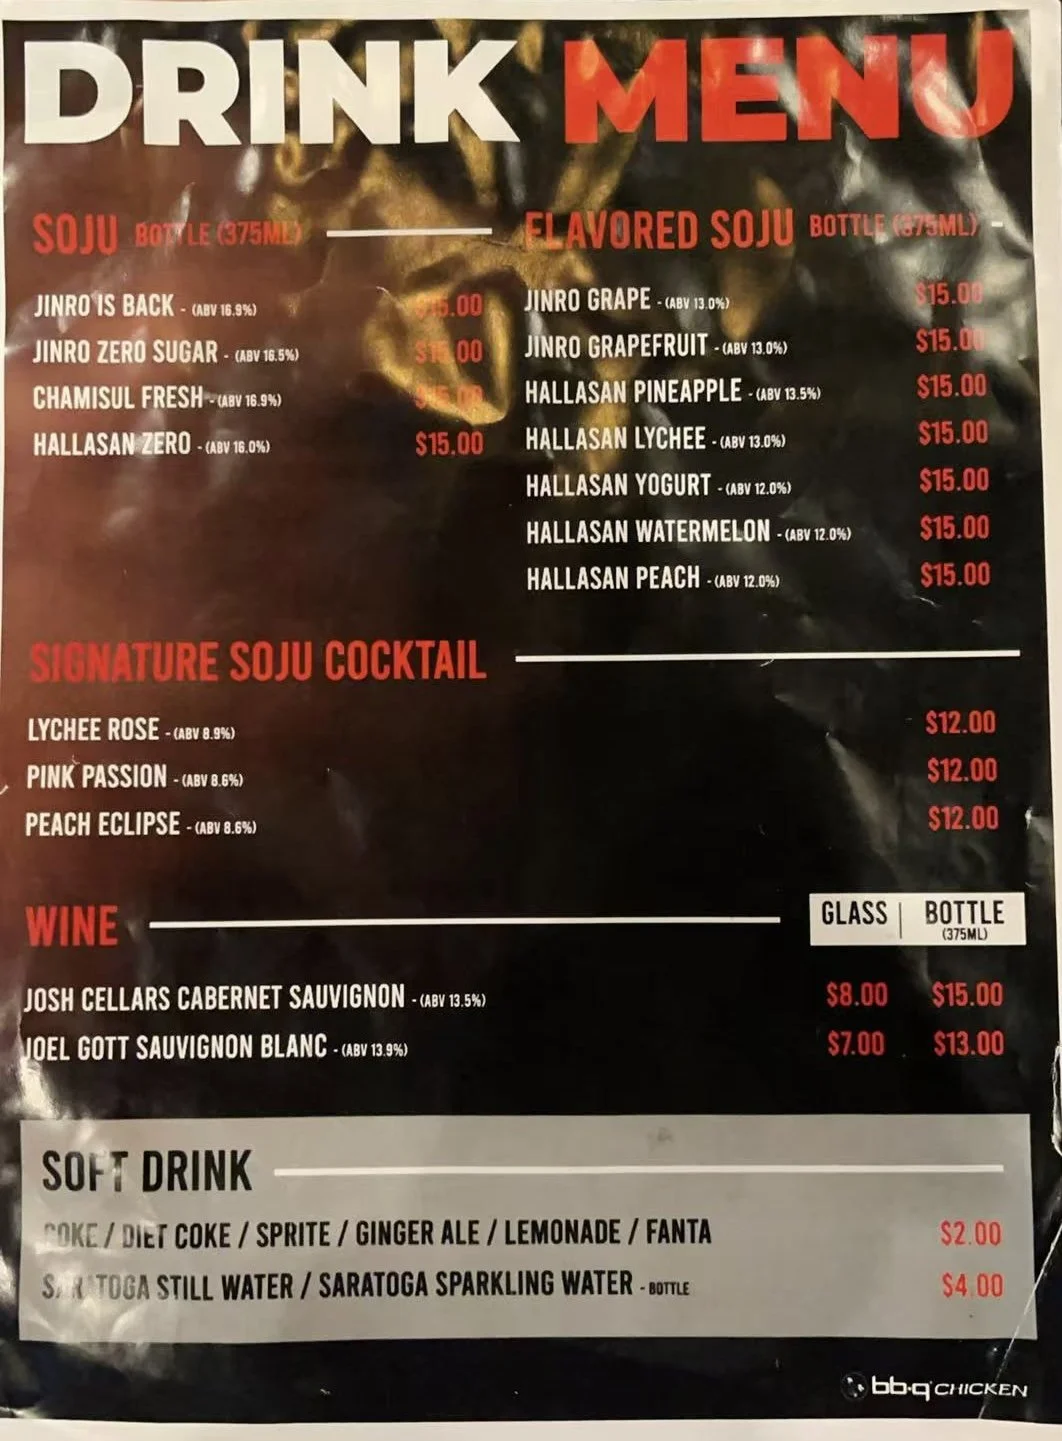 DRINK MENU
SOJU BOTTLE (375ML)
JINRO IS BACK - (ABV 16.9%) $15.00
JINRO ZERO SUGAR - (ABV 16.5%) $15.00
CHAMISUL FRESH - (ABV 16.9%) $15.00
HALLASAN ZERO - (ABV 16.0%) $15.00
FLAVORED SOJU BOTTLE (375ML)
JINRO GRAPE - (ABV 13.0%) $15.00
JINRO GRAPEFRUIT - (ABV 13.0%) $15.00
HALLASAN PINEAPPLE - (ABV 13.5%) $15.00
HALLASAN LYCHEE - (ABV 13.0%) $15.00
HALLASAN YOGURT - (ABV 12.0%) $15.00
HALLASAN WATERMELON - (ABV 12.0%) $15.00
HALLASAN PEACH - (ABV 12.0%) $15.00
SIGNATURE SOJU COCKTAIL
LYCHEE ROSE - (ABV 8.9%) $12.00
PINK PASSION - (ABV 8.6%) $12.00
PEACH ECLIPSE - (ABV 8.6%) $12.00
WINE GLASS | BOTTLE
(375ML)
JOSH CELLARS CABERNET SAUVIGNON - (ABV 13.5%) $8.00 $15.00
JOEL GOTT SAUVIGNON BLANC - (ABV 13.9%) $7.00 $13.00
SOFT DRINK
COKE / DIET COKE / SPRITE / GINGER ALE / LEMONADE / FANTA $2.00
SARATOGA STILL WATER / SARATOGA SPARKLING WATER - BOTTLE $4.00
bb.q CHICKEN